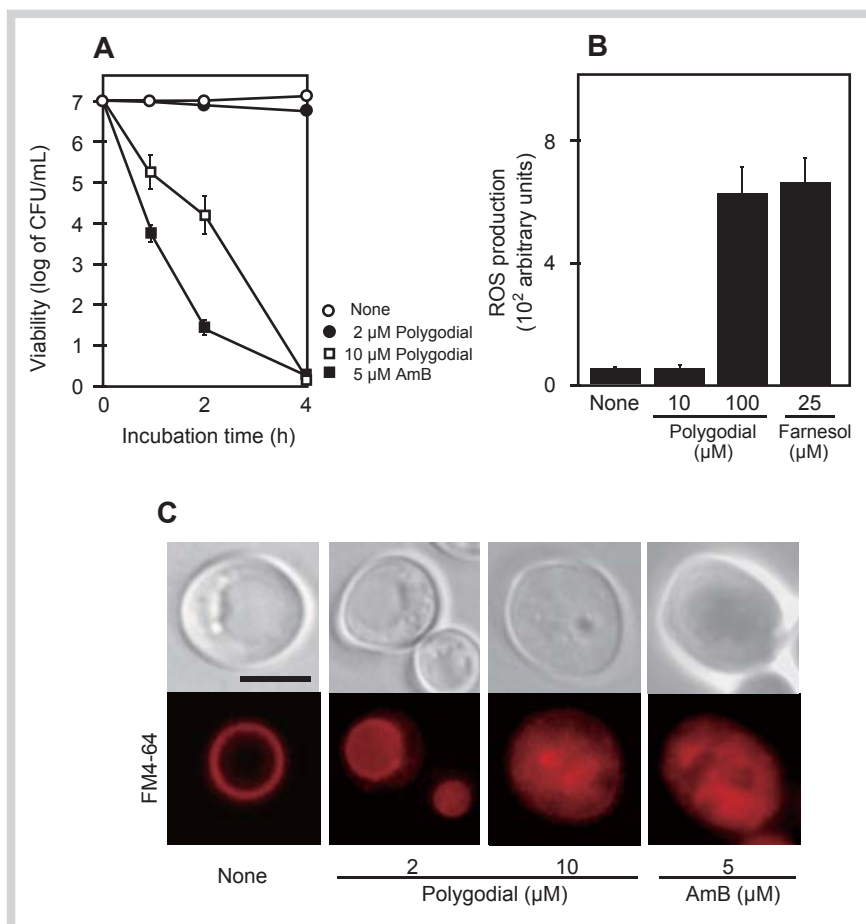 A
Viability (log of CFU/mL)
7
6
5
4
3
2
1
0
0 2 4
Incubation time (h)
None
2 µM Polygodial
10 µM Polygodial
5 µM AmB
B
ROS production
(10² arbitrary units)
8
4
0
None 10 100 25
Polygodial Farnesol
(µM) (µM)
C
FM4-64
None 2 10 5
Polygodial (µM) AmB (µM)